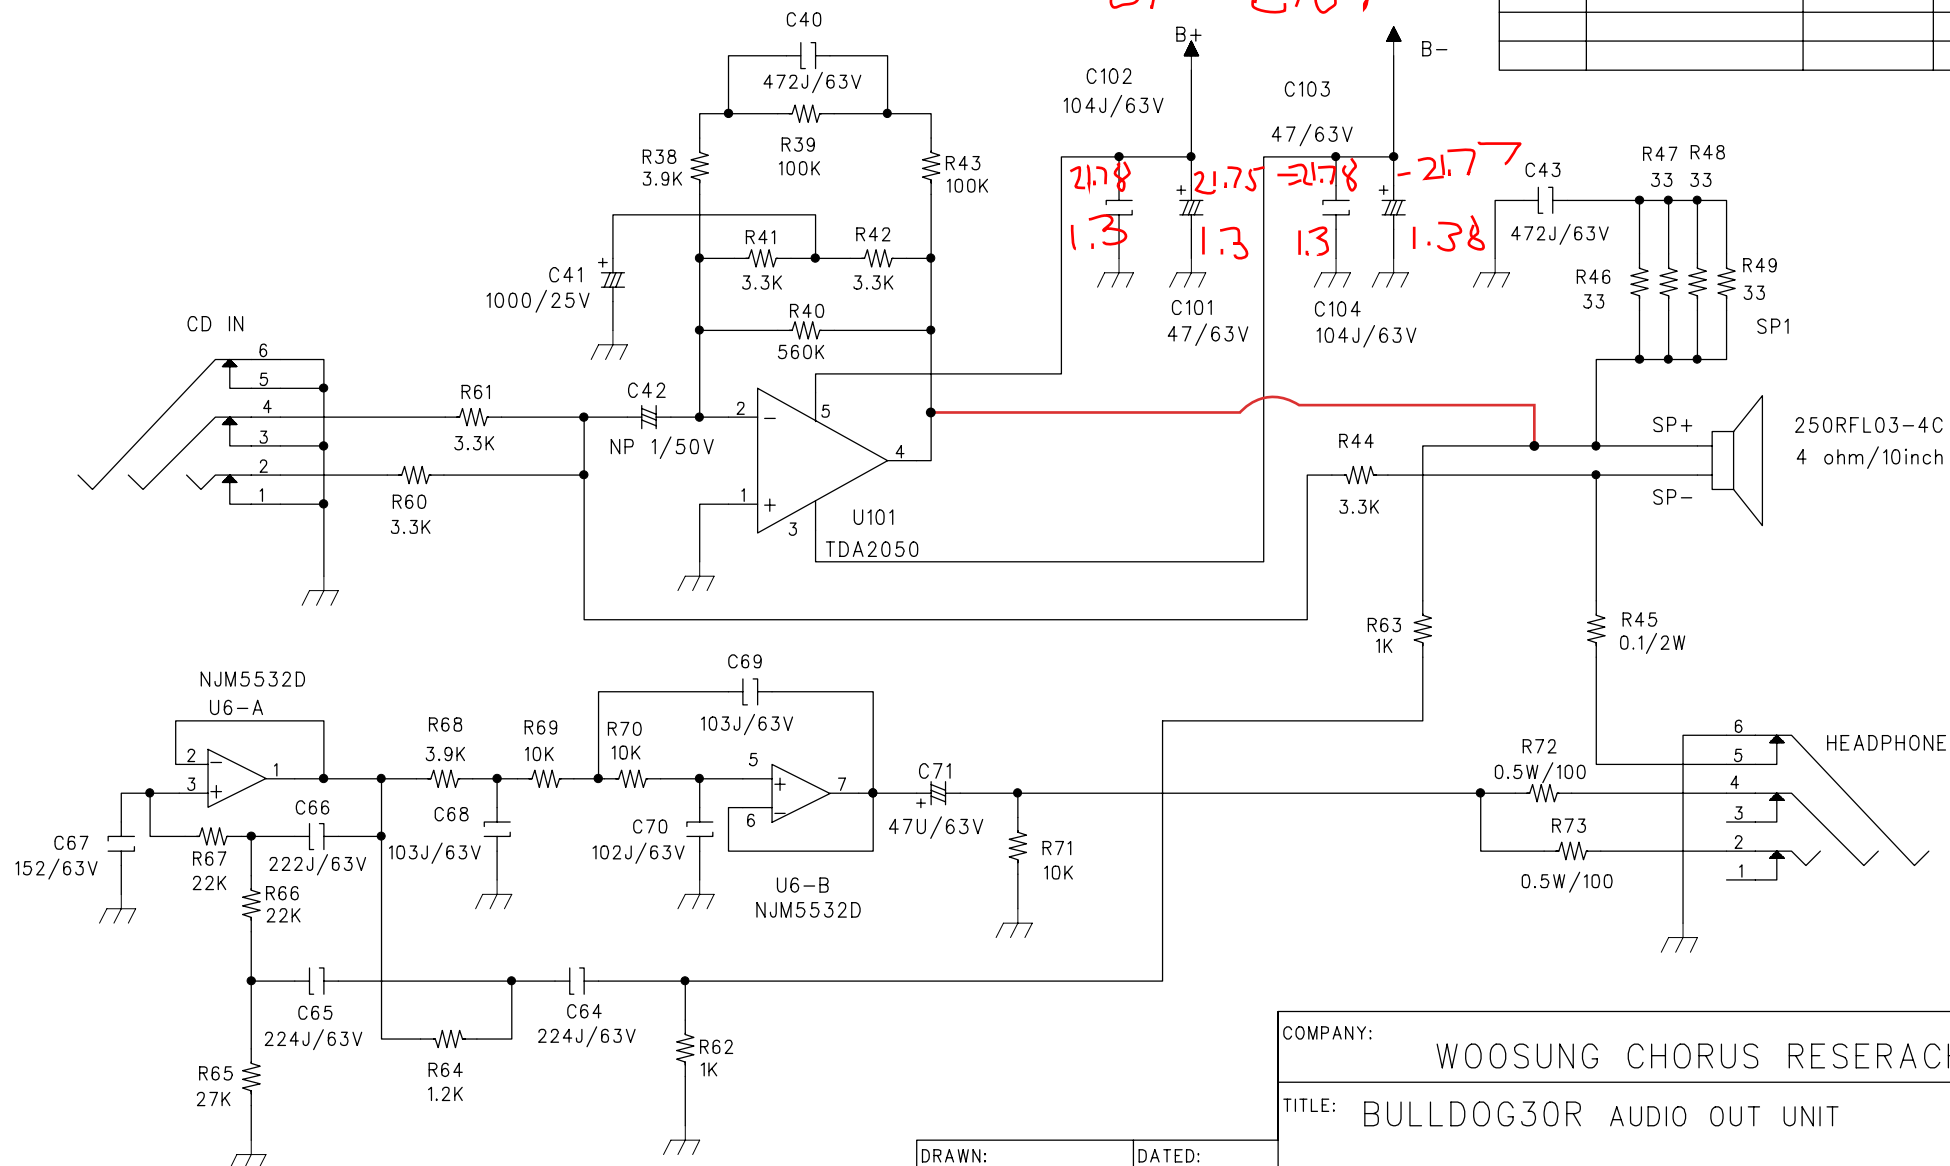 C40
472J/63V
R39
100K
R38
3.9K
R43
100K
R41
3.3K
R42
3.3K
C41
1000/25V
R40
560K
CD IN
6
5
4
3
2
1
R61
3.3K
R60
3.3K
C42
NP 1/50V
2
1
5
4
3
U101
TDA2050
B+
B-
C102
104J/63V
C103
47/63V
21.78
21.75
-21.78
-21.77
1.3
1.3
1.3
1.38
C101
47/63V
C104
104J/63V
C43
472J/63V
R47
33
R48
33
R46
33
R49
33
SP1
SP+
SP-
250RFL03-4C
4 ohm/10inch
R44
3.3K
R63
1K
R45
0.1/2W
NJM5532D
U6-A
2
3
1
C67
152/63V
R67
22K
C66
222J/63V
R66
22K
R68
3.9K
C68
103J/63V
R69
10K
R70
10K
C69
103J/63V
C70
102J/63V
5
6
7
U6-B
NJM5532D
C71
47U/63V
R71
10K
R72
0.5W/100
R73
0.5W/100
6
5
4
3
2
1
HEADPHONE
C65
224J/63V
C64
224J/63V
R65
27K
R64
1.2K
R62
1K
COMPANY:
WOOSUNG CHORUS RESERACH
TITLE: BULLDOG30R AUDIO OUT UNIT
DRAWN:
DATED: